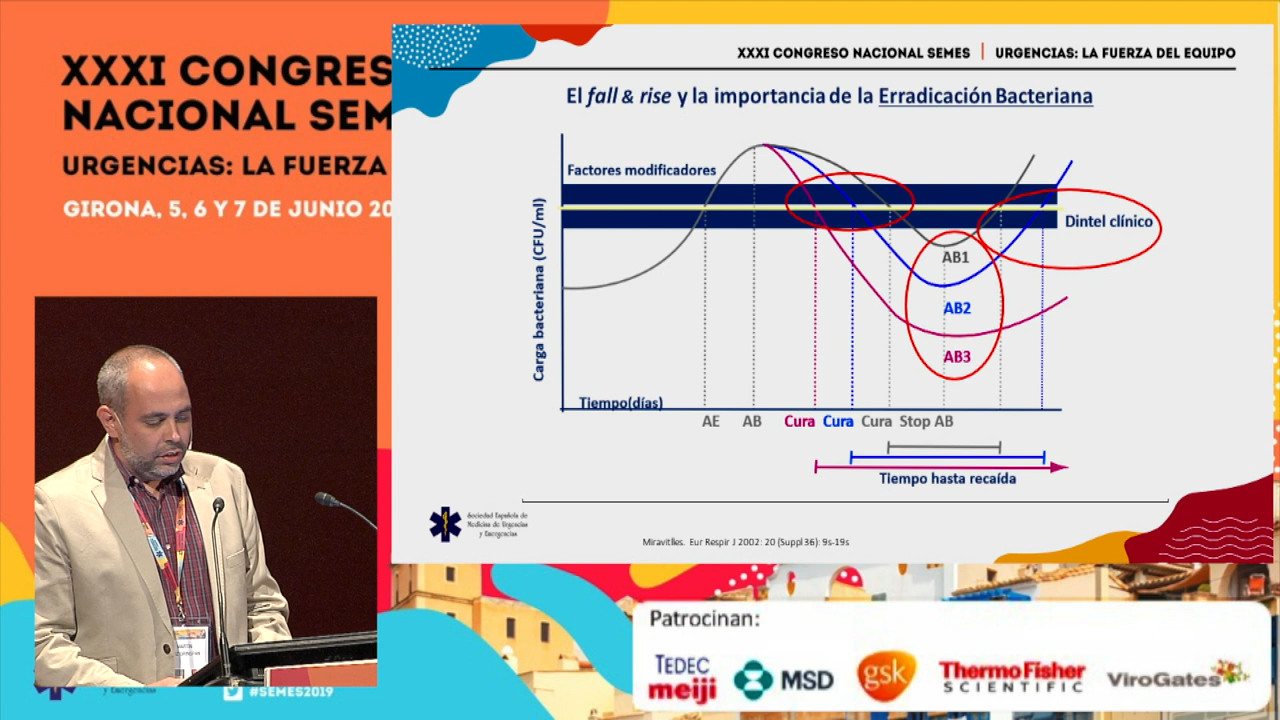 XXXI CONGRES
NACIONAL SEM
URGENCIAS: LA FUERZA
GIRONA, 5, 6 Y 7 DE JUNIO 20
XXXI CONGRESO NACIONAL SEMES | URGENCIAS: LA FUERZA DEL EQUIPO
El fall & rise y la importancia de la Erradicación Bacteriana
Factores modificadores
Dintel clínico
Carga bacteriana (CFU/ml)
AB1
AB2
AB3
Tiempo(días)
AE AB Cura Cura Cura Stop AB
Tiempo hasta recaída
Sociedad Española de
Medicina de Urgencias
y Emergencias
Miravitlles. Eur Respir J 2002: 20 (Suppl 36): 9s-19s
y Emergencias
#SEMES2019
Patrocinan:
TEDEC
meiji
MSD
gsk
ThermoFisher
SCIENTIFIC
ViroGates